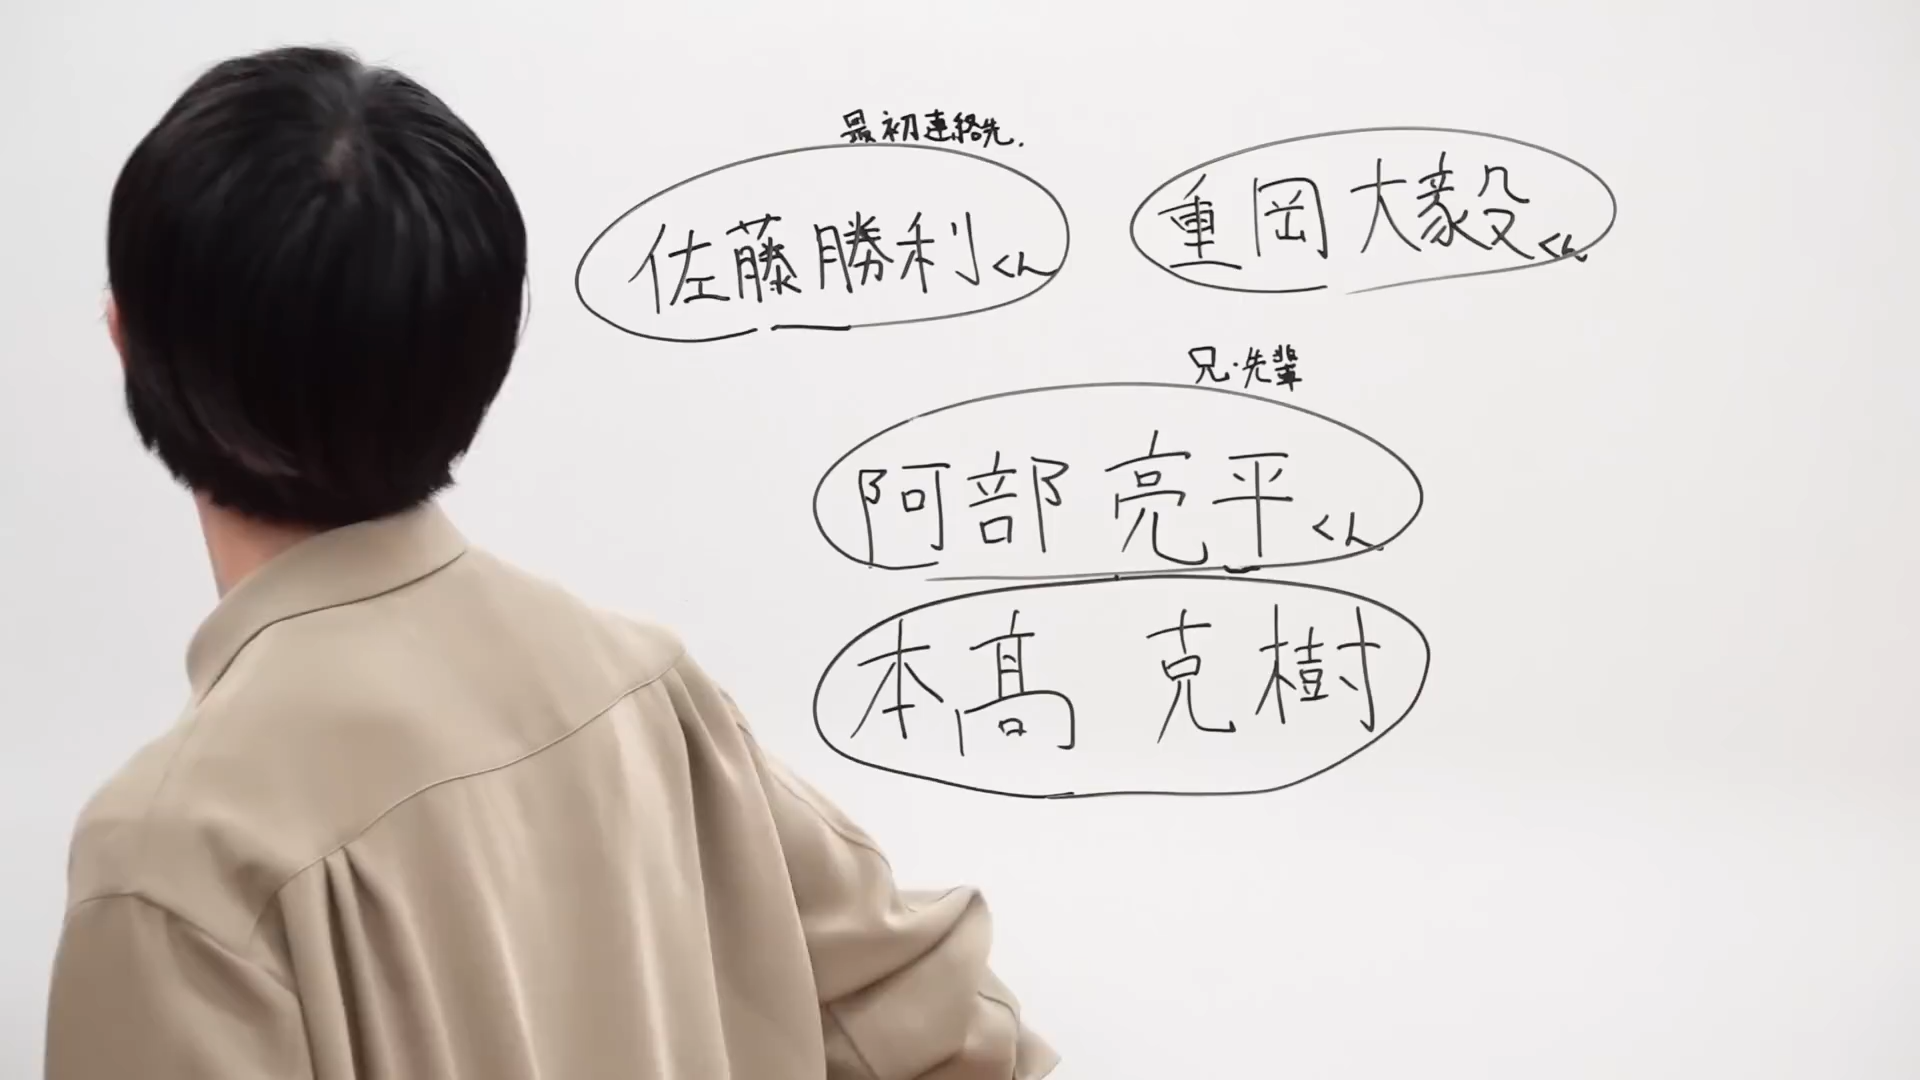 最初連絡先.
佐藤勝利くん
重岡大毅くん
兄・先輩
阿部亮平くん
本髙克樹